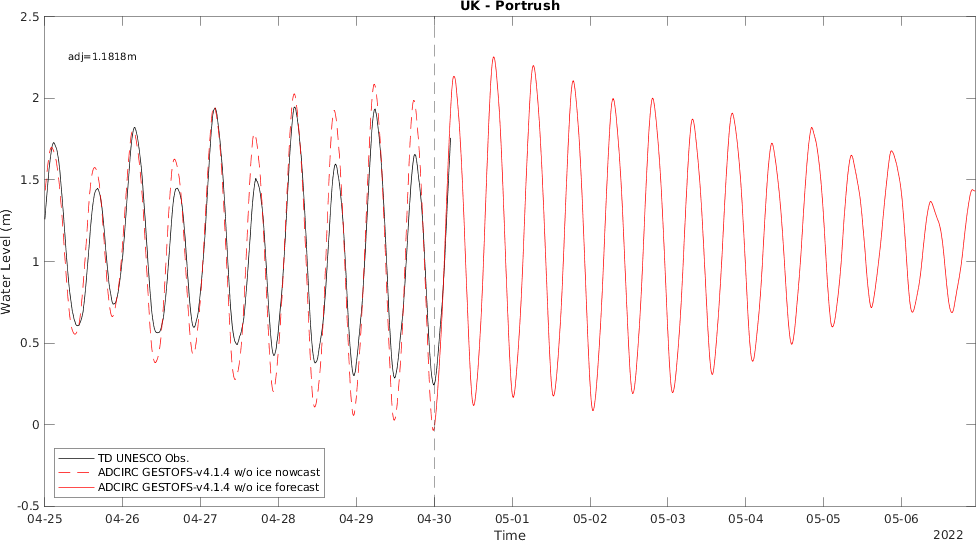 UK - Portrush
adj=1.1818m
2.5
2
1.5
1
0.5
0
-0.5
Water Level (m)
TD UNESCO Obs.
ADCIRC GESTOFS-v4.1.4 w/o ice nowcast
ADCIRC GESTOFS-v4.1.4 w/o ice forecast
04-25 04-26 04-27 04-28 04-29 04-30 05-01 05-02 05-03 05-04 05-05 05-06
Time
2022